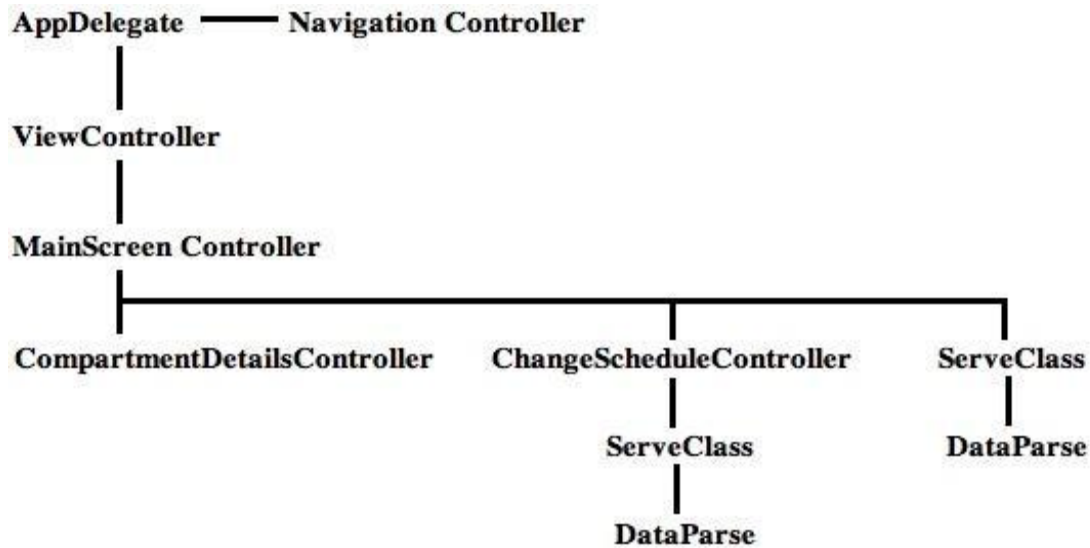 AppDelegate Navigation Controller
ViewController
MainScreen Controller
CompartmentDetailsController ChangeScheduleController ServeClass
ServeClass DataParse
DataParse